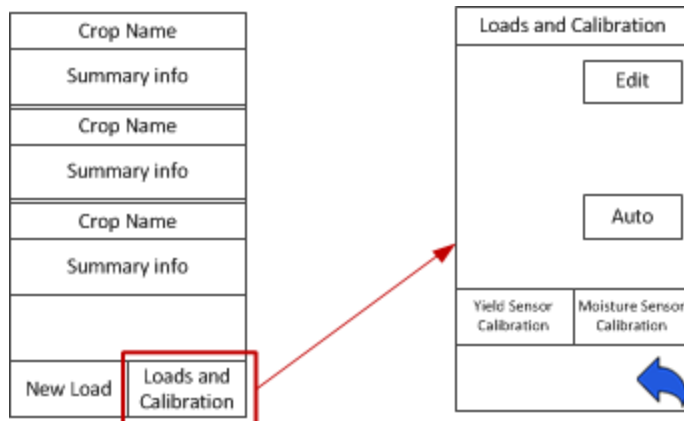 Crop Name
Summary info
Crop Name
Summary info
Crop Name
Summary info
New Load
Loads and
Calibration
Loads and Calibration
Edit
Auto
Yield Sensor
Calibration
Moisture Sensor
Calibration